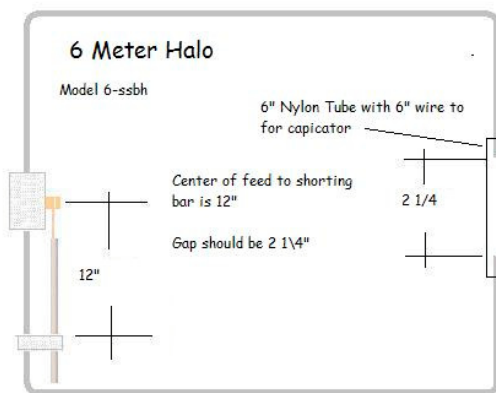 6 Meter Halo
Model 6-ssbh
6" Nylon Tube with 6" wire to
for capicator
Center of feed to shorting
bar is 12"
2 1/4
Gap should be 2 1\4"
12"